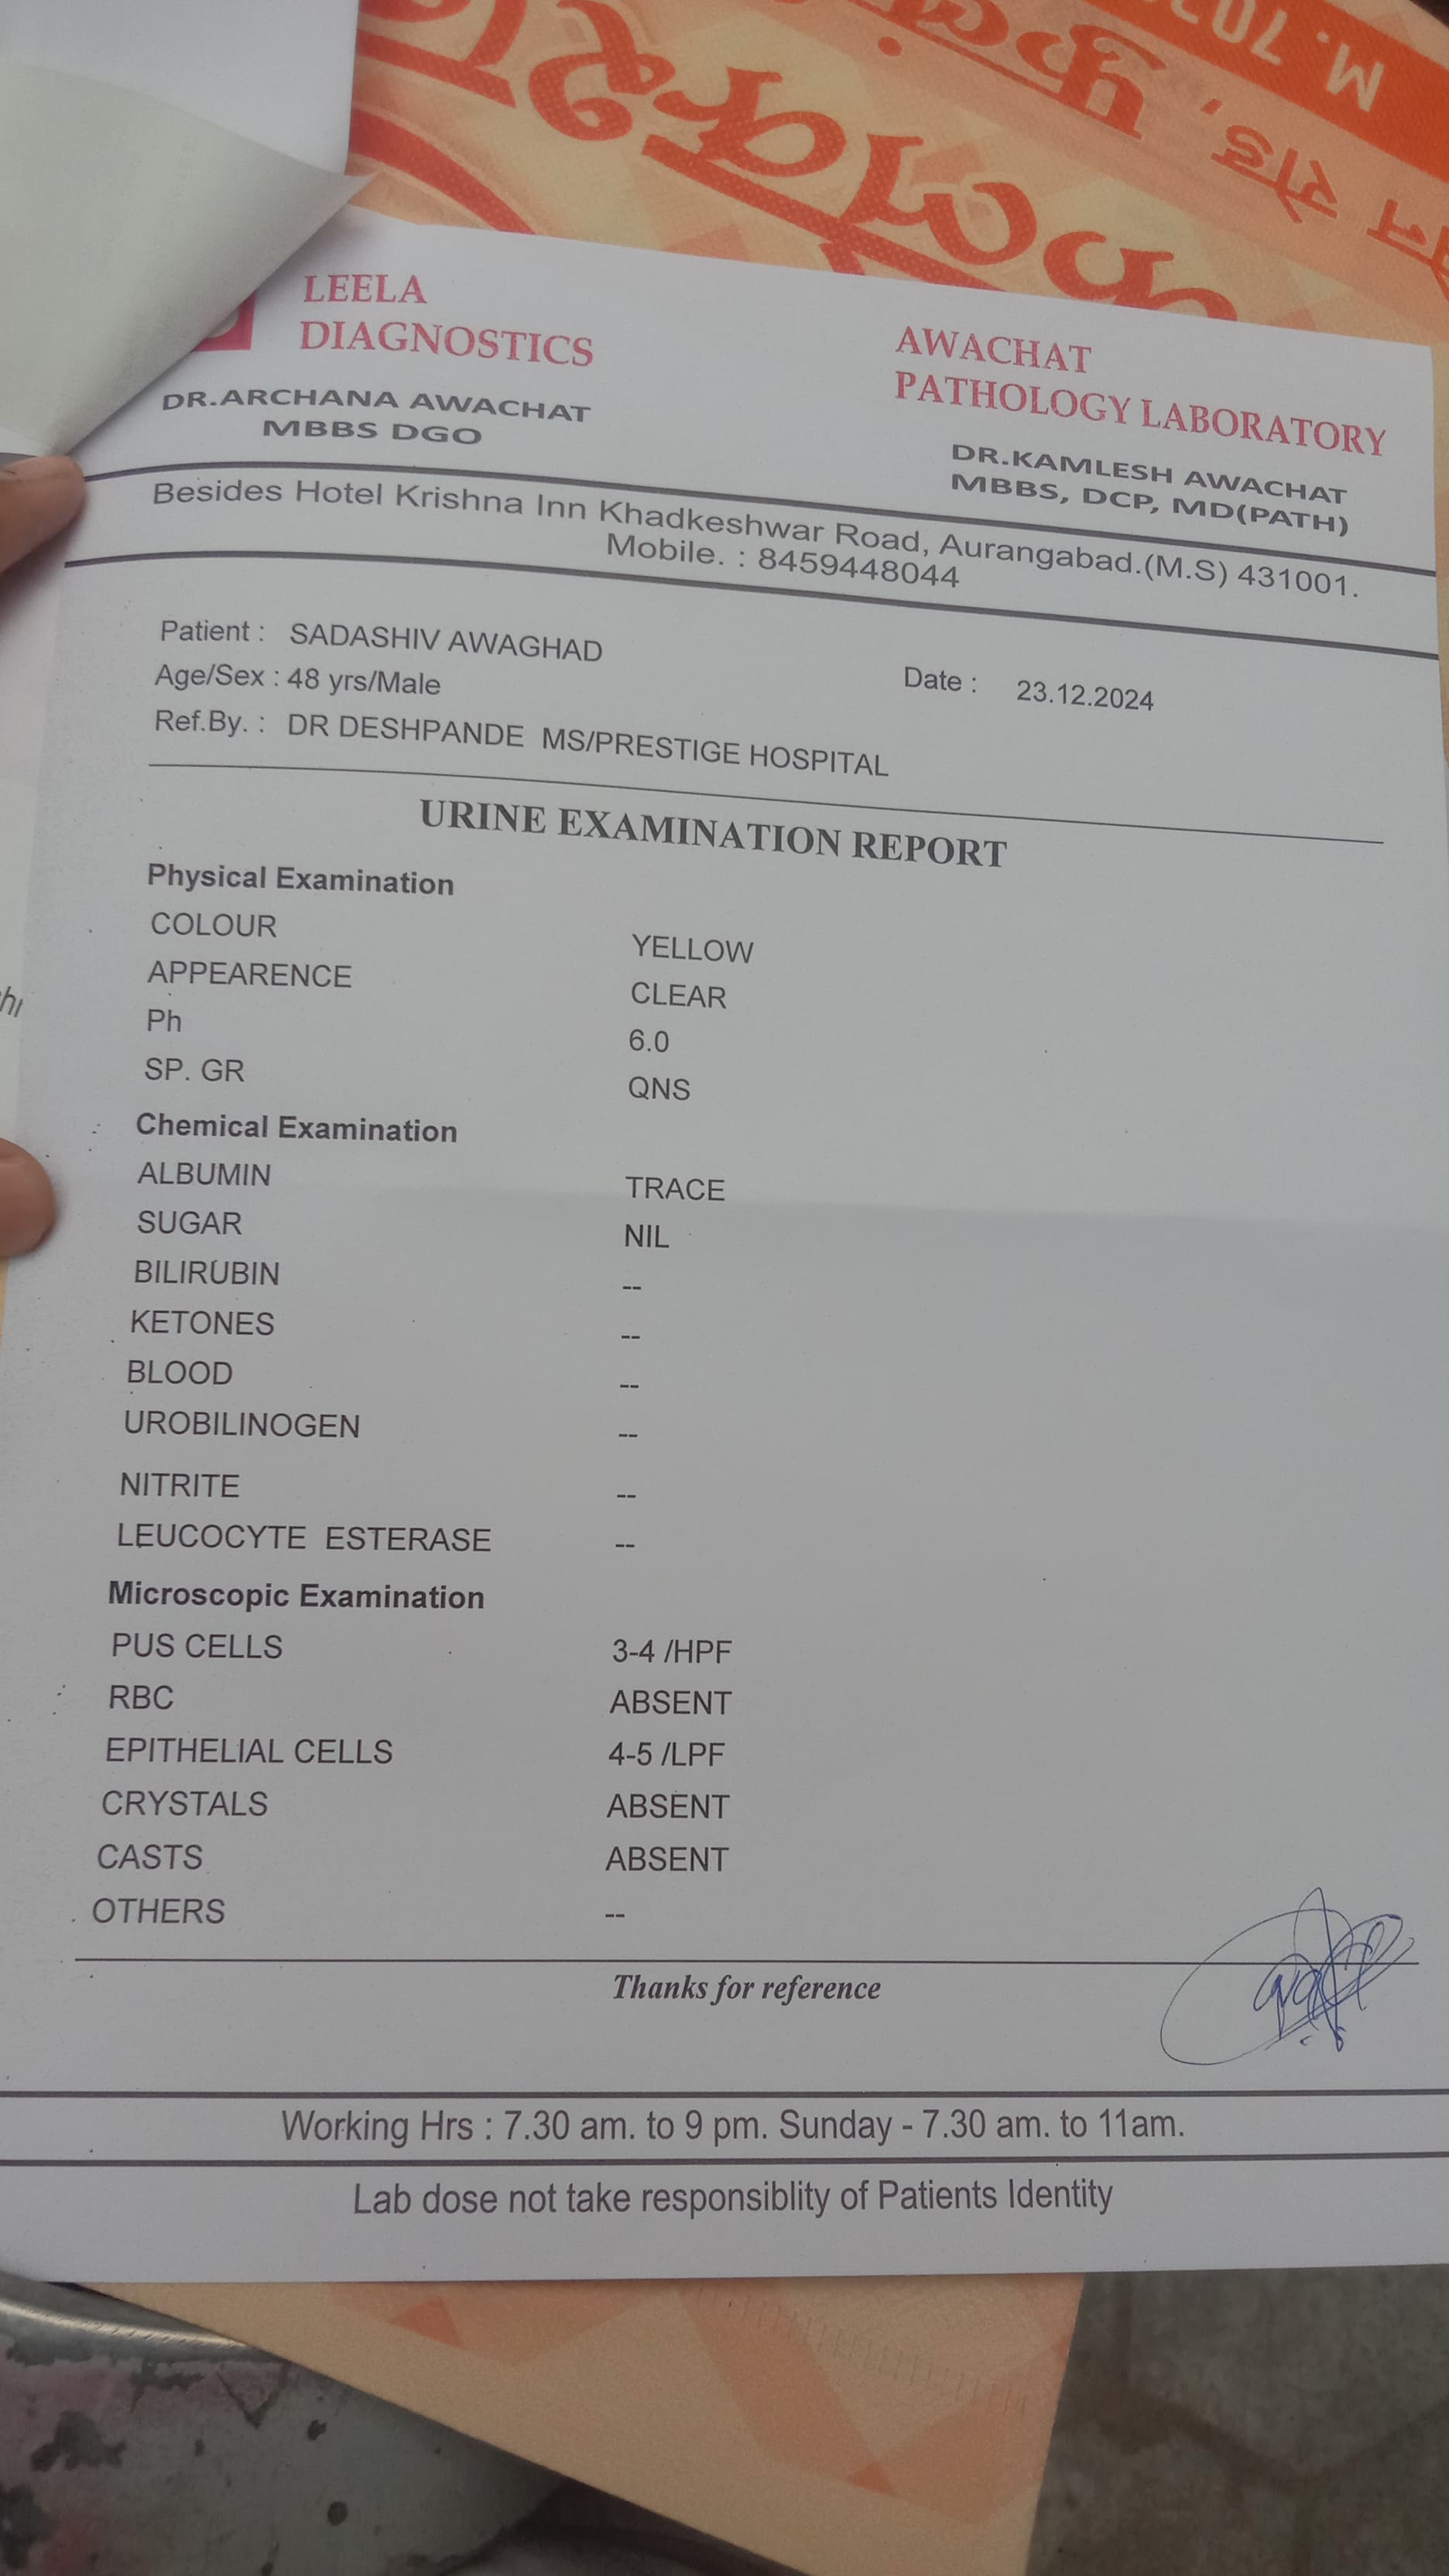 M. 702
LEELA
DIAGNOSTICS
DR.ARCHANA AWACHAT
MBBS DGO
AWACHAT
PATHOLOGY LABORATORY
DR.KAMLESH AWACHAT
MBBS, DCP, MD(PATH)
Besides Hotel Krishna Inn Khadkeshwar Road, Aurangabad.(M.S) 431001.
Mobile. : 8459448044
Patient : SADASHIV AWAGHAD
Age/Sex : 48 yrs/Male
Date : 23.12.2024
Ref.By. : DR DESHPANDE MS/PRESTIGE HOSPITAL
URINE EXAMINATION REPORT
Physical Examination
COLOUR YELLOW
APPEARENCE CLEAR
Ph 6.0
SP. GR QNS
Chemical Examination
ALBUMIN TRACE
SUGAR NIL
BILIRUBIN --
KETONES --
BLOOD --
UROBILINOGEN --
NITRITE --
LEUCOCYTE ESTERASE --
Microscopic Examination
PUS CELLS 3-4 /HPF
RBC ABSENT
EPITHELIAL CELLS 4-5 /LPF
CRYSTALS ABSENT
CASTS ABSENT
OTHERS --
Thanks for reference
Working Hrs : 7.30 am. to 9 pm. Sunday - 7.30 am. to 11am.
Lab dose not take responsiblity of Patients Identity